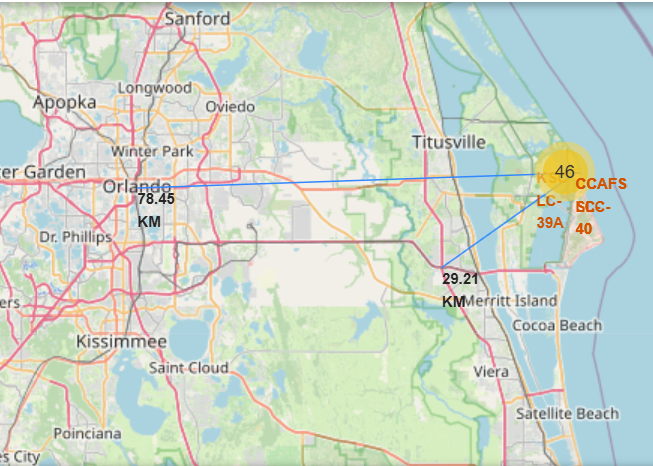 Sanford
Longwood
Apopka
Oviedo
Titusville
Winter Park
ter Garden
46
Orlando
CCAFS
78.45
KM
LC-
39A
40
Dr. Phillips
29.21
KM
Merritt Island
ers
Cocoa Beach
Kissimmee
Saint Cloud
Viera
Satellite Beach
Poinciana
s City